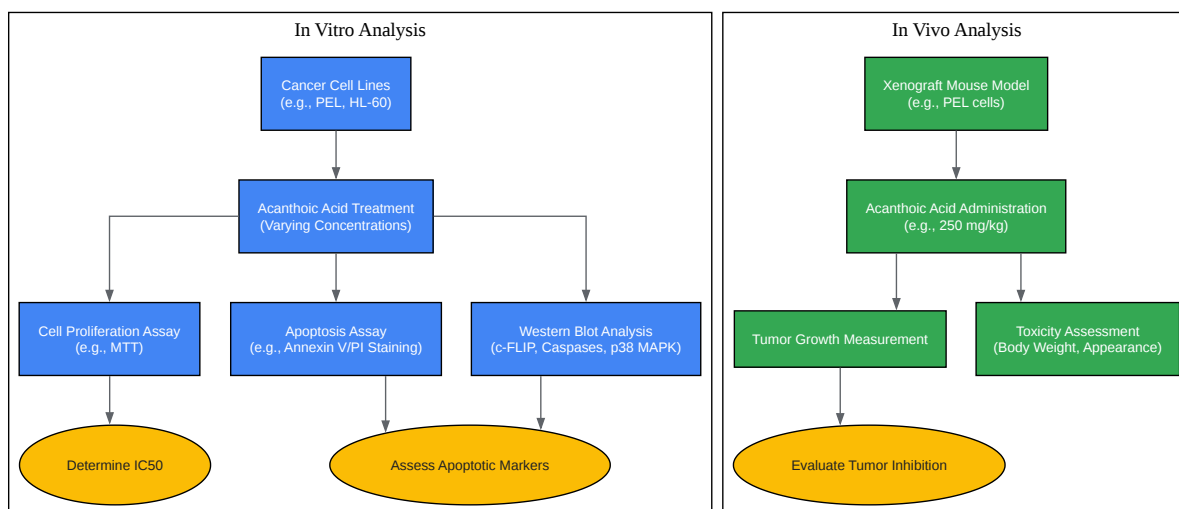 In Vitro Analysis
Cancer Cell Lines
(e.g., PEL, HL-60)
Acanthoic Acid Treatment
(Varying Concentrations)
Cell Proliferation Assay
(e.g., MTT)
Apoptosis Assay
(e.g., Annexin V/PI Staining)
Western Blot Analysis
(c-FLIP, Caspases, p38 MAPK)
Determine IC50
Assess Apoptotic Markers
In Vivo Analysis
Xenograft Mouse Model
(e.g., PEL cells)
Acanthoic Acid Administration
(e.g., 250 mg/kg)
Tumor Growth Measurement
Toxicity Assessment
(Body Weight, Appearance)
Evaluate Tumor Inhibition